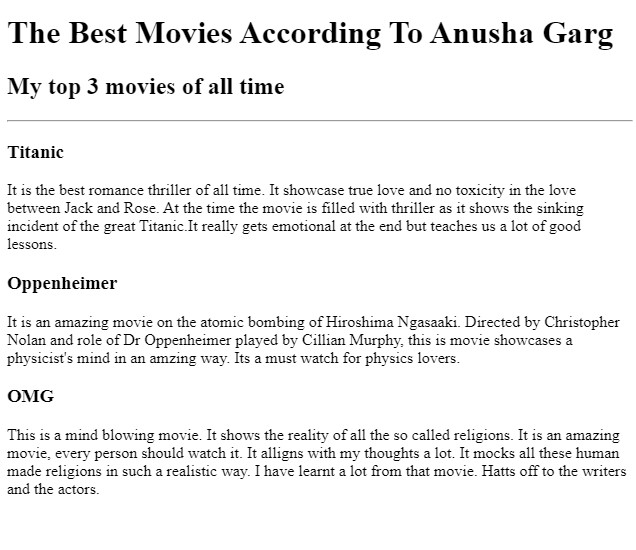 The Best Movies According To Anusha Garg
My top 3 movies of all time
Titanic
It is the best romance thriller of all time. It showcase true love and no toxicity in the love
between Jack and Rose. At the time the movie is filled with thriller as it shows the sinking
incident of the great Titanic.It really gets emotional at the end but teaches us a lot of good
lessons.
Oppenheimer
It is an amazing movie on the atomic bombing of Hiroshima Ngasaaki. Directed by Christopher
Nolan and role of Dr Oppenheimer played by Cillian Murphy, this is movie showcases a
physicist's mind in an amzing way. Its a must watch for physics lovers.
OMG
This is a mind blowing movie. It shows the reality of all the so called religions. It is an amazing
movie, every person should watch it. It alligns with my thoughts a lot. It mocks all these human
made religions in such a realistic way. I have learnt a lot from that movie. Hatts off to the writers
and the actors.